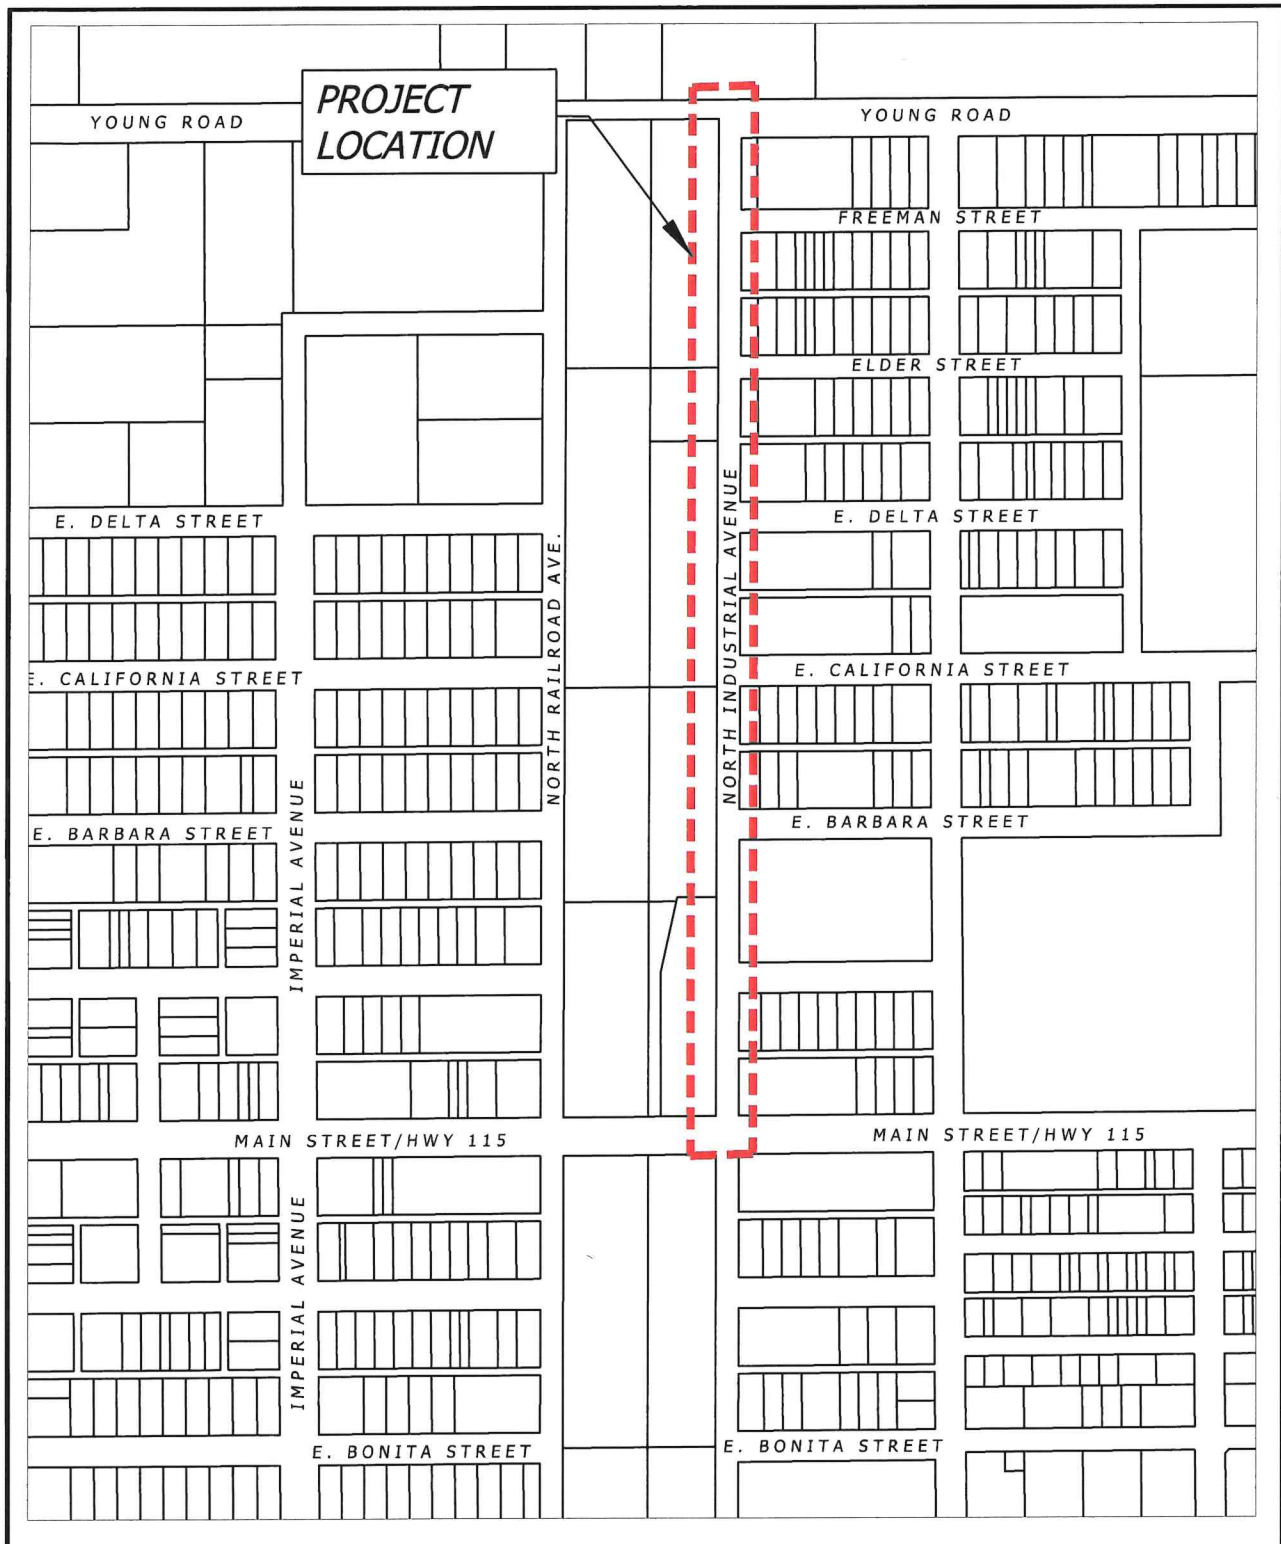 PROJECT
LOCATION
YOUNG ROAD
YOUNG ROAD
FREEMAN STREET
ELDER STREET
E. DELTA STREET
E. DELTA STREET
NORTH RAILROAD AVE.
NORTH INDUSTRIAL AVENUE
E. CALIFORNIA STREET
E. CALIFORNIA STREET
E. BARBARA STREET
E. BARBARA STREET
IMPERIAL AVENUE
MAIN STREET/HWY 115
MAIN STREET/HWY 115
IMPERIAL AVENUE
E. BONITA STREET
E. BONITA STREET